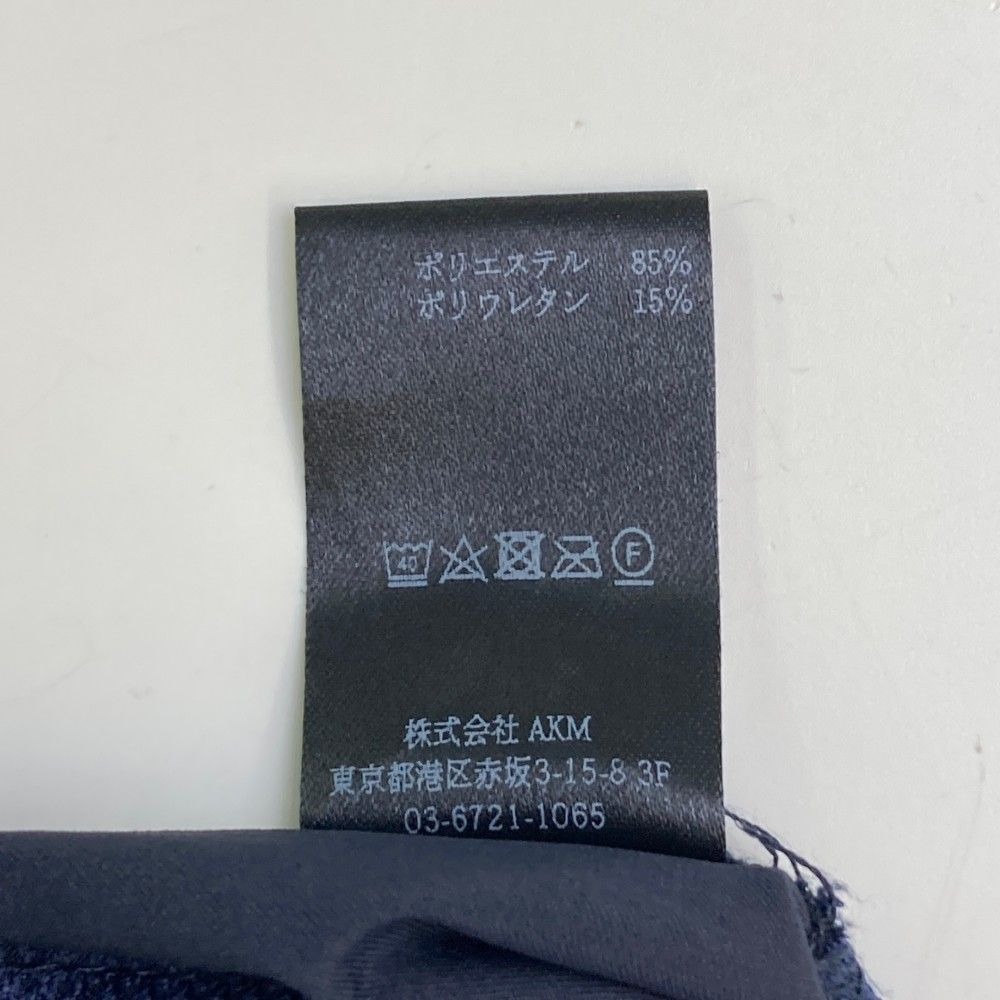 ポリエステル 85%
ポリウレタン 15%
40 F
株式会社 AKM
東京都港区赤坂3-15-8 3F
03-6721-1065